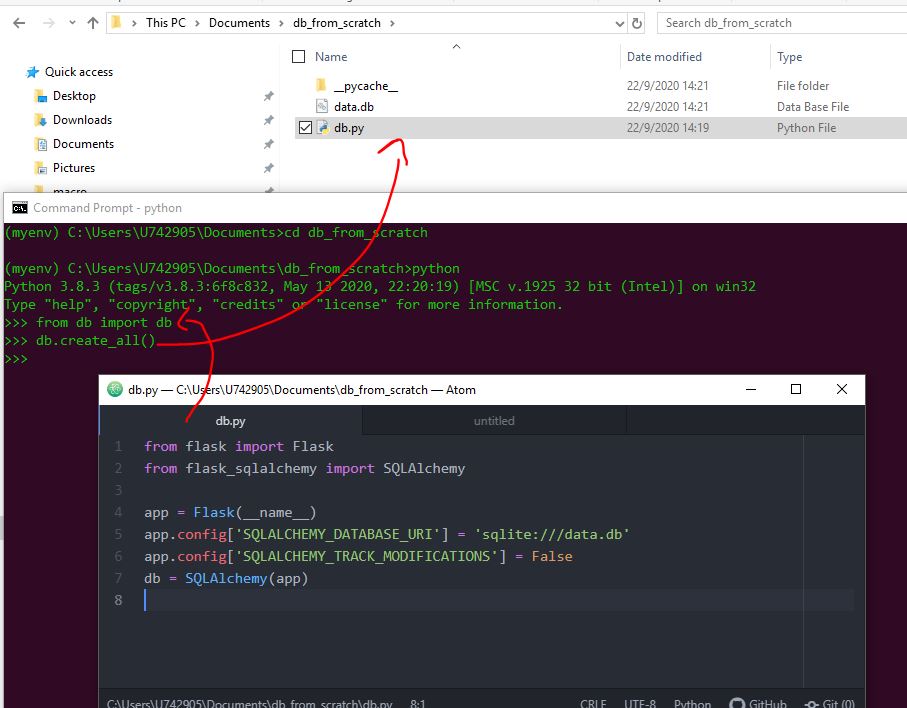 This PC > Documents > db_from_scratch >
Search db_from_scratch
Name Date modified Type
Quick access
Desktop
Downloads
Documents
Pictures
macro
__pycache__ 22/9/2020 14:21 File folder
data.db 22/9/2020 14:21 Data Base File
db.py 22/9/2020 14:19 Python File
Command Prompt - python
(myenv) C:\Users\U742905\Documents>cd db_from_scratch
(myenv) C:\Users\U742905\Documents\db_from_scratch>python
Python 3.8.3 (tags/v3.8.3:6f8c832, May 13 2020, 22:20:19) [MSC v.1925 32 bit (Intel)] on win32
Type "help", "copyright", "credits" or "license" for more information.
>>> from db import db
>>> db.create_all()
>>>
db.py — C:\Users\U742905\Documents\db_from_scratch — Atom
db.py untitled
1 from flask import Flask
2 from flask_sqlalchemy import SQLAlchemy
3
4 app = Flask(__name__)
5 app.config['SQLALCHEMY_DATABASE_URI'] = 'sqlite:///data.db'
6 app.config['SQLALCHEMY_TRACK_MODIFICATIONS'] = False
7 db = SQLAlchemy(app)
8
C:\Users\U742905\Documents\db_from_scratch\db.py 8:1 CRLF UTF-8 Python GitHub Git (0)